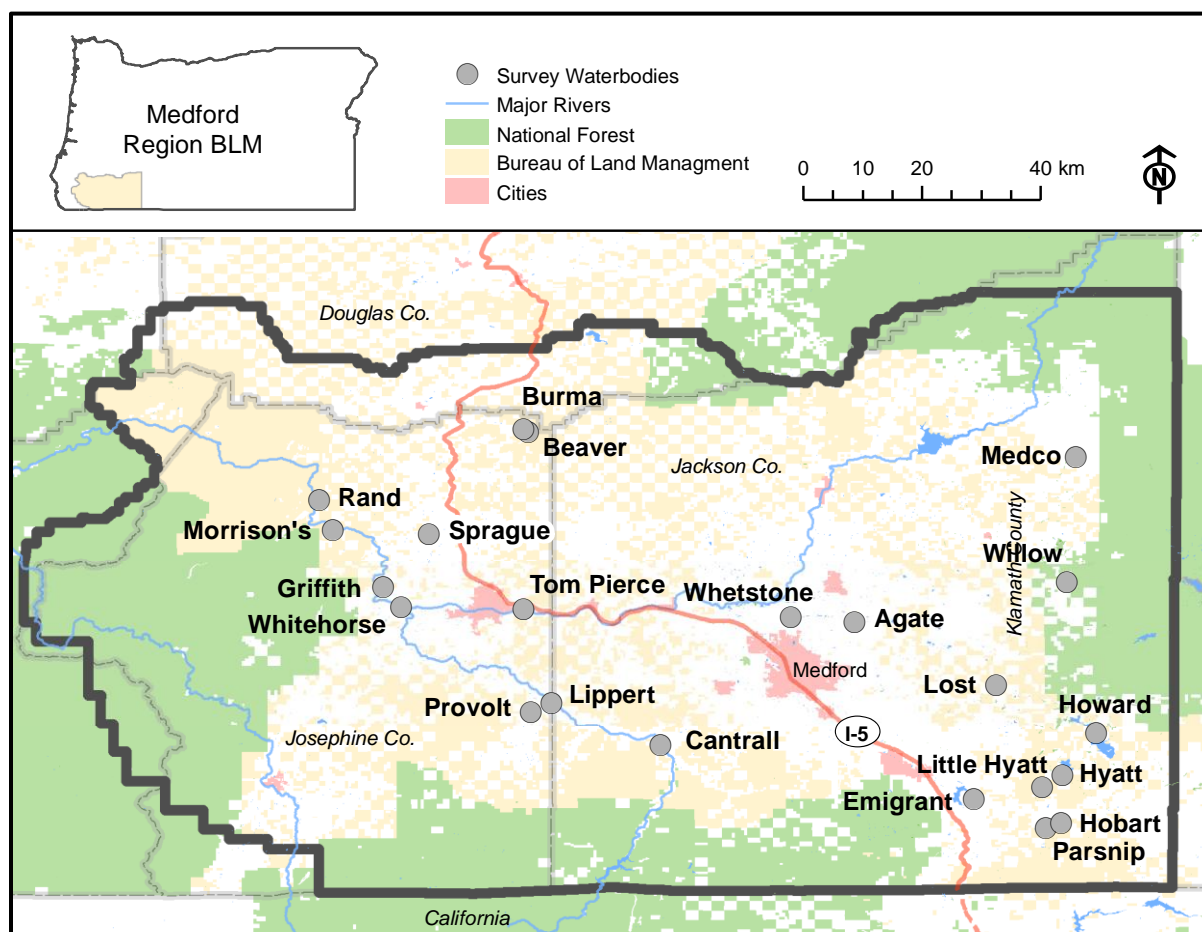 Medford
Region BLM
Survey Waterbodies
Major Rivers
National Forest
Bureau of Land Managment
Cities
0 10 20 40 km
N
Douglas Co.
Burma
Beaver
Jackson Co.
Medco
Rand
Morrison's
Sprague
Klamath County
Willow
Griffith
Whitehorse
Tom Pierce
Whetstone
Agate
Medford
Lost
Provolt
Lippert
Howard
Josephine Co.
Cantrall
I-5
Little Hyatt
Hyatt
Emigrant
Hobart
Parsnip
California